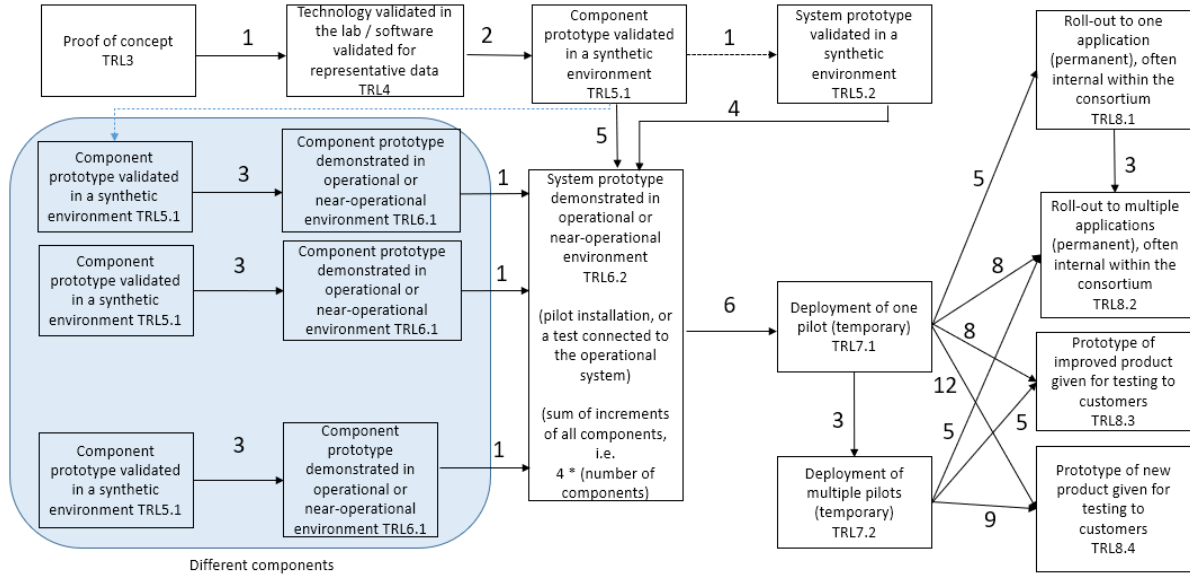 Proof of concept
TRL3
1
Technology validated in
the lab / software
validated for
representative data
TRL4
2
Component
prototype validated
in a synthetic
environment
TRL5.1
1
System prototype
validated in a
synthetic
environment
TRL5.2
Roll-out to one
application
(permanent), often
internal within the
consortium
TRL8.1
5
4
3
Component
prototype validated
in a synthetic
environment TRL5.1
3
Component prototype
demonstrated in
operational or
near-operational
environment TRL6.1
1
Component
prototype validated
in a synthetic
environment TRL5.1
3
Component prototype
demonstrated in
operational or
near-operational
environment TRL6.1
1
Component
prototype validated
in a synthetic
environment TRL5.1
3
Component
prototype
demonstrated in
operational or
near-operational
environment TRL6.1
1
Different components
System prototype
demonstrated in
operational or
near-operational
environment
TRL6.2
(pilot installation, or
a test connected to
the operational
system)
(sum of increments
of all components,
i.e.
4 * (number of
components)
6
Deployment of one
pilot (temporary)
TRL7.1
3
Deployment of
multiple pilots
(temporary)
TRL7.2
5
8
8
12
5
5
9
Roll-out to multiple
applications
(permanent), often
internal within the
consortium
TRL8.2
Prototype of
improved product
given for testing to
customers
TRL8.3
Prototype of new
product given for
testing to
customers
TRL8.4